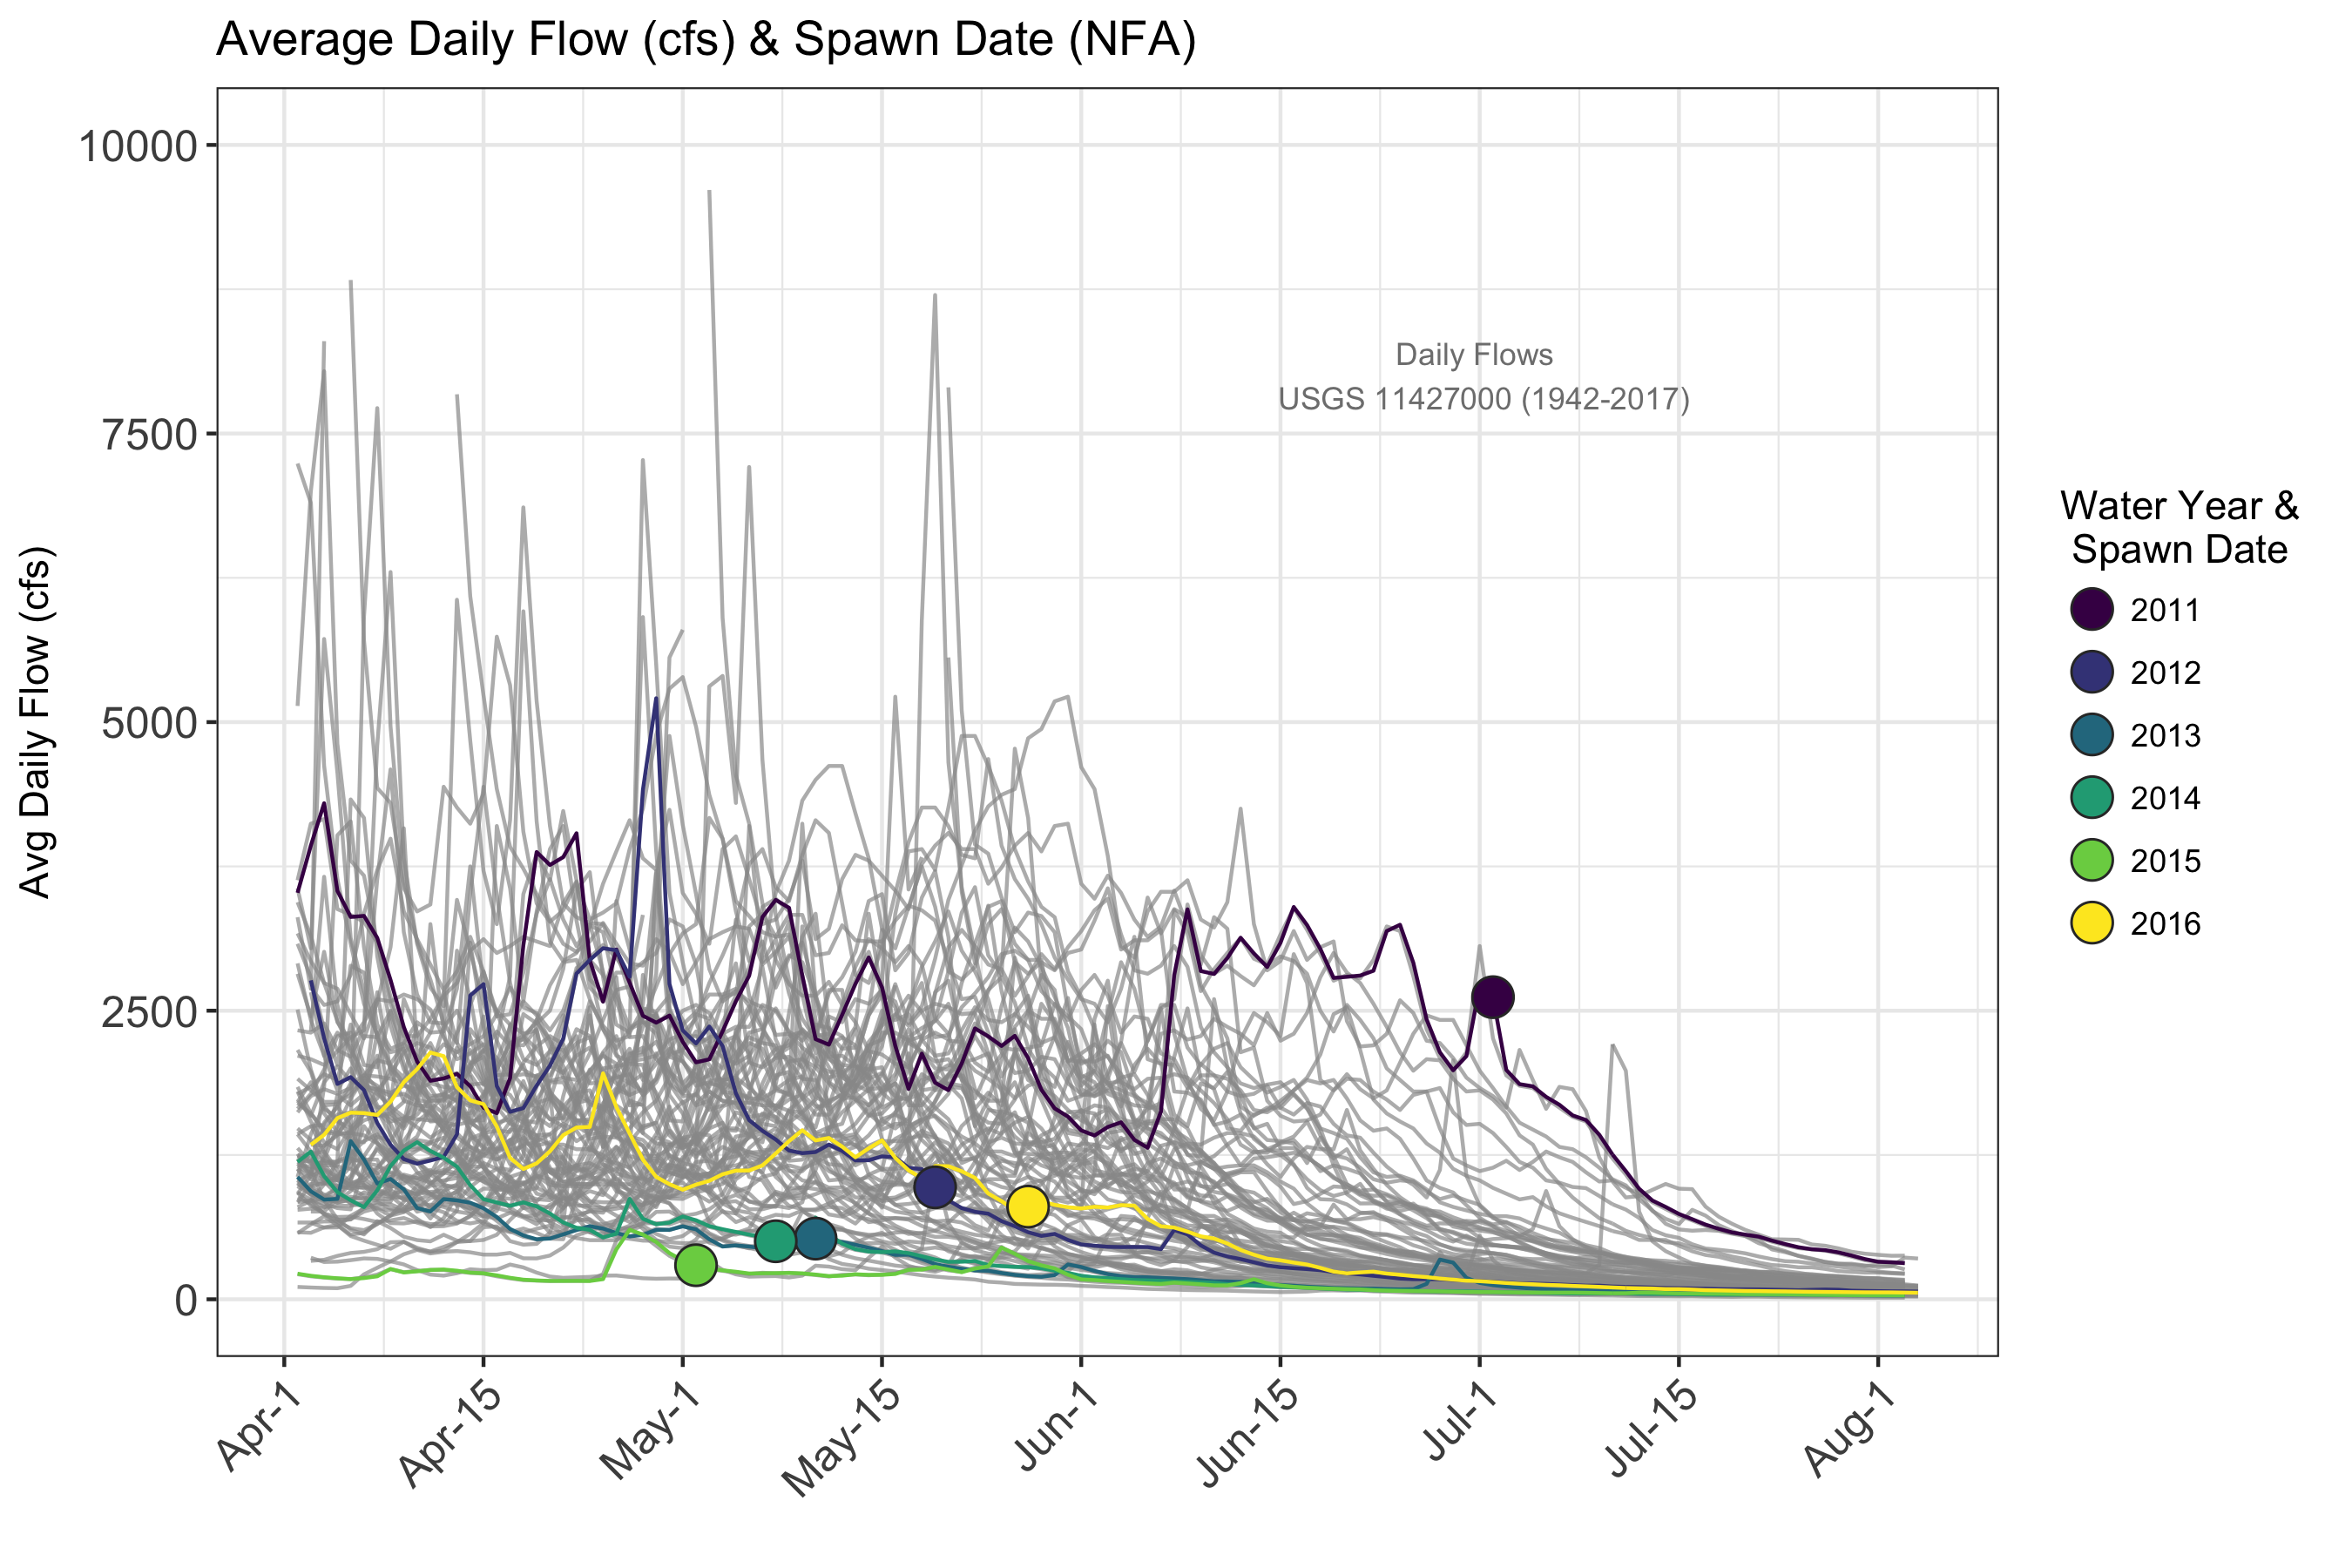 Average Daily Flow (cfs) & Spawn Date (NFA)
Avg Daily Flow (cfs)
10000
7500
5000
2500
0
Daily Flows
USGS 11427000 (1942-2017)
Apr-1
Apr-15
May-1
May-15
Jun-1
Jun-15
Jul-1
Jul-15
Aug-1
Water Year &
Spawn Date
2011
2012
2013
2014
2015
2016